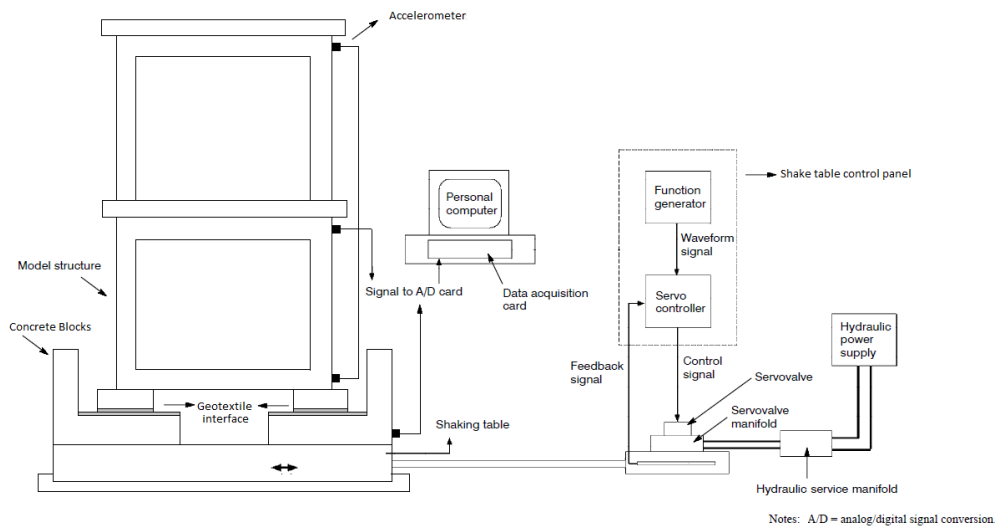 Accelerometer
Personal
computer
Function
generator
Shake table control panel
Waveform
signal
Model structure
Signal to A/D card
Data acquisition
card
Servo
controller
Concrete Blocks
Hydraulic
power
supply
Feedback
signal
Control
signal
Geotextile
interface
Servovalve
Servovalve
manifold
Shaking table
Hydraulic service manifold
Notes: A/D = analog/digital signal conversion